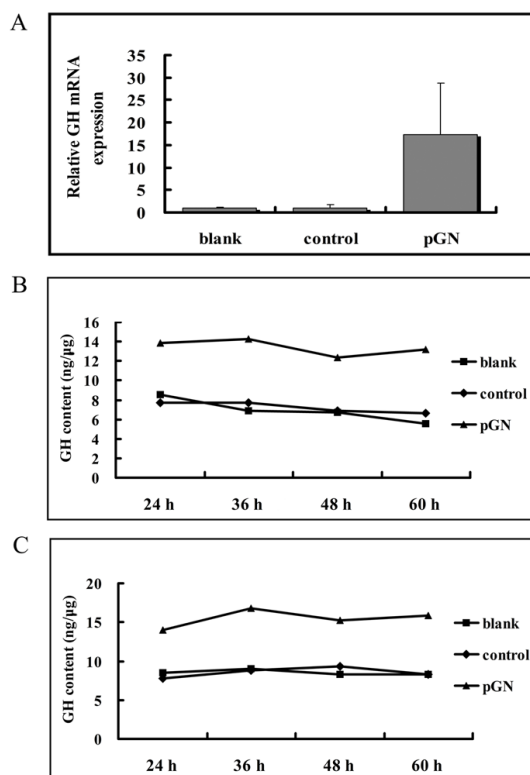 A
Relative GH mRNA
expression
35
30
25
20
15
10
5
0
blank control pGN
B
GH content (ng/μg)
16
14
12
10
8
6
4
2
0
24 h 36 h 48 h 60 h
blank
control
pGN
C
GH content (ng/μg)
20
15
10
5
0
24 h 36 h 48 h 60 h
blank
control
pGN